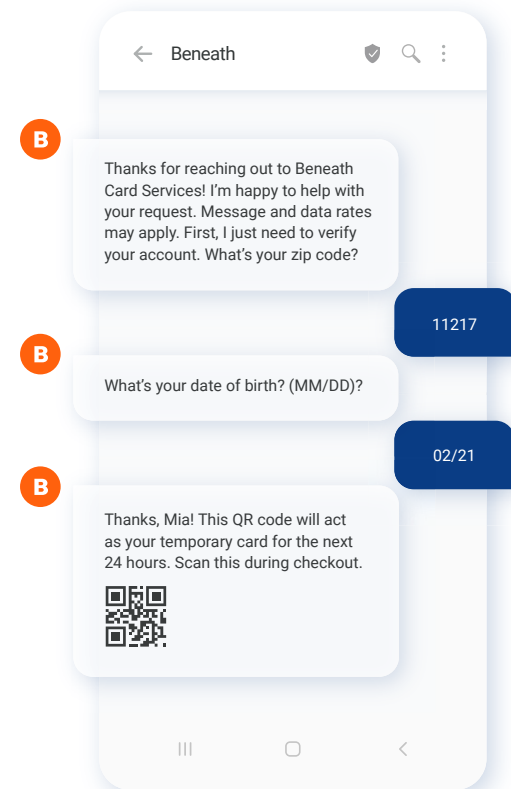 Beneath
B
Thanks for reaching out to Beneath
Card Services! I’m happy to help with
your request. Message and data rates
may apply. First, I just need to verify
your account. What’s your zip code?
11217
B
What’s your date of birth? (MM/DD)?
02/21
B
Thanks, Mia! This QR code will act
as your temporary card for the next
24 hours. Scan this during checkout.